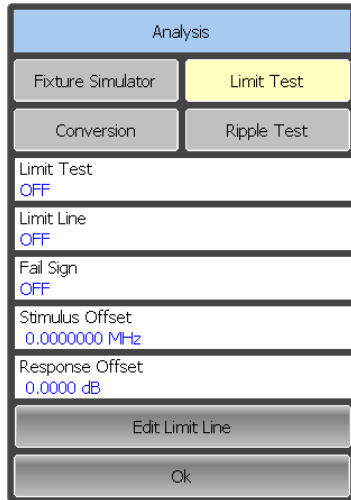 Analysis
Fixture Simulator
Limit Test
Conversion
Ripple Test
Limit Test
OFF
Limit Line
OFF
Fail Sign
OFF
Stimulus Offset
0.0000000 MHz
Response Offset
0.0000 dB
Edit Limit Line
Ok